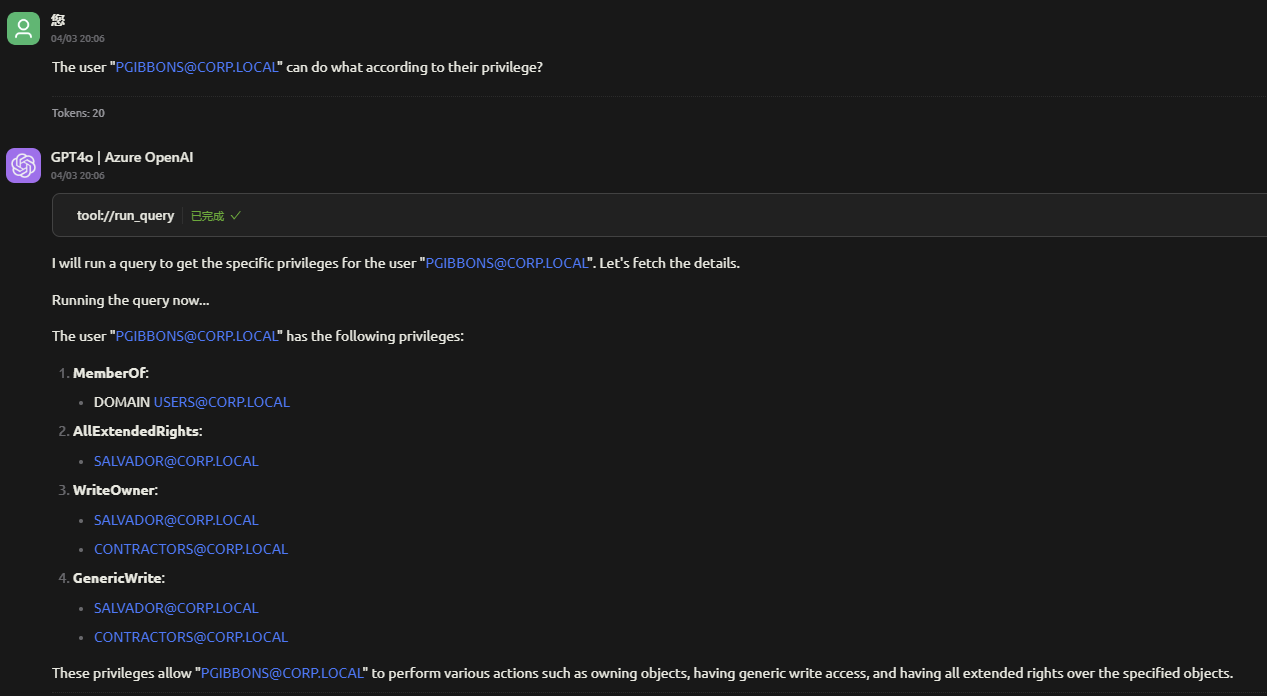 您
04/03 20:06
The user "PGIBBONS@CORP.LOCAL" can do what according to their privilege?
Tokens: 20
GPT4o | Azure OpenAI
04/03 20:06
tool://run_query 已完成 ✓
I will run a query to get the specific privileges for the user "PGIBBONS@CORP.LOCAL". Let's fetch the details.
Running the query now...
The user "PGIBBONS@CORP.LOCAL" has the following privileges:
1. MemberOf:
• DOMAIN USERS@CORP.LOCAL
2. AllExtendedRights:
• SALVADOR@CORP.LOCAL
3. WriteOwner:
• SALVADOR@CORP.LOCAL
• CONTRACTORS@CORP.LOCAL
4. GenericWrite:
• SALVADOR@CORP.LOCAL
• CONTRACTORS@CORP.LOCAL
These privileges allow "PGIBBONS@CORP.LOCAL" to perform various actions such as owning objects, having generic write access, and having all extended rights over the specified objects.